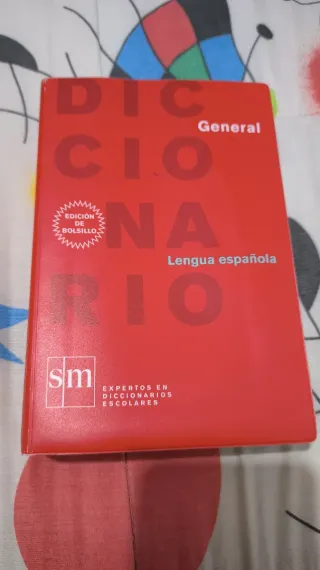 DIC
General
CIO
EDICIÓN
DE
BOLSILLO
NA
Lengua española
RIO
sm
EXPERTOS EN
DICCIONARIOS
ESCOLARES